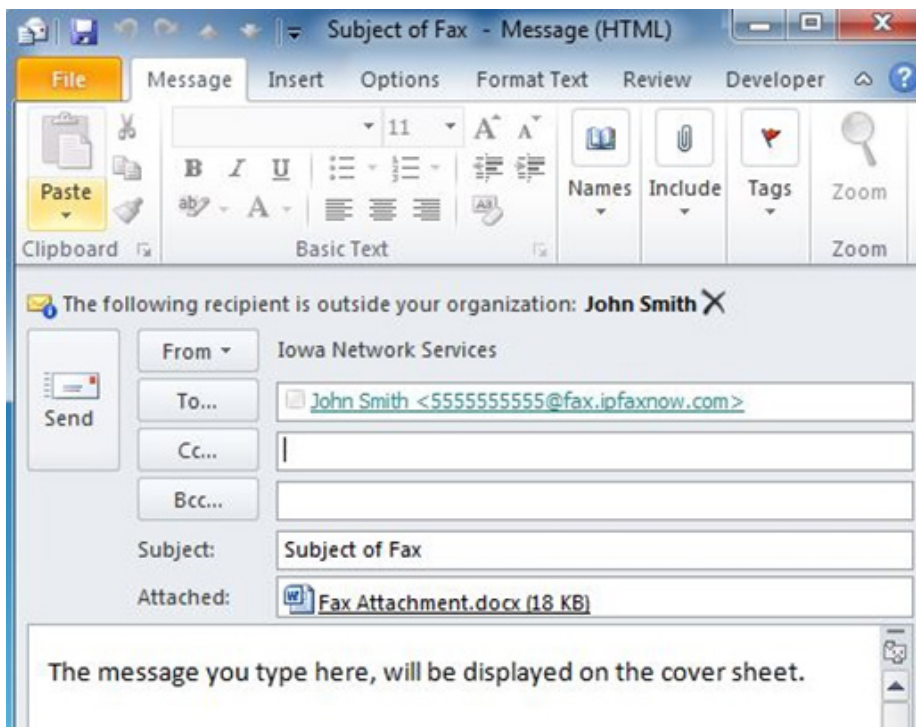 Subject of Fax - Message (HTML)
File Message Insert Options Format Text Review Developer
11 A A
Paste B I U Names Include Tags Zoom
ab A
Clipboard Basic Text Zoom
The following recipient is outside your organization: John Smith
From Iowa Network Services
Send To... John Smith <5555555555@fax.ipfaxnow.com>
Cc...
Bcc...
Subject: Subject of Fax
Attached: Fax Attachment.docx (18 KB)
The message you type here, will be displayed on the cover sheet.